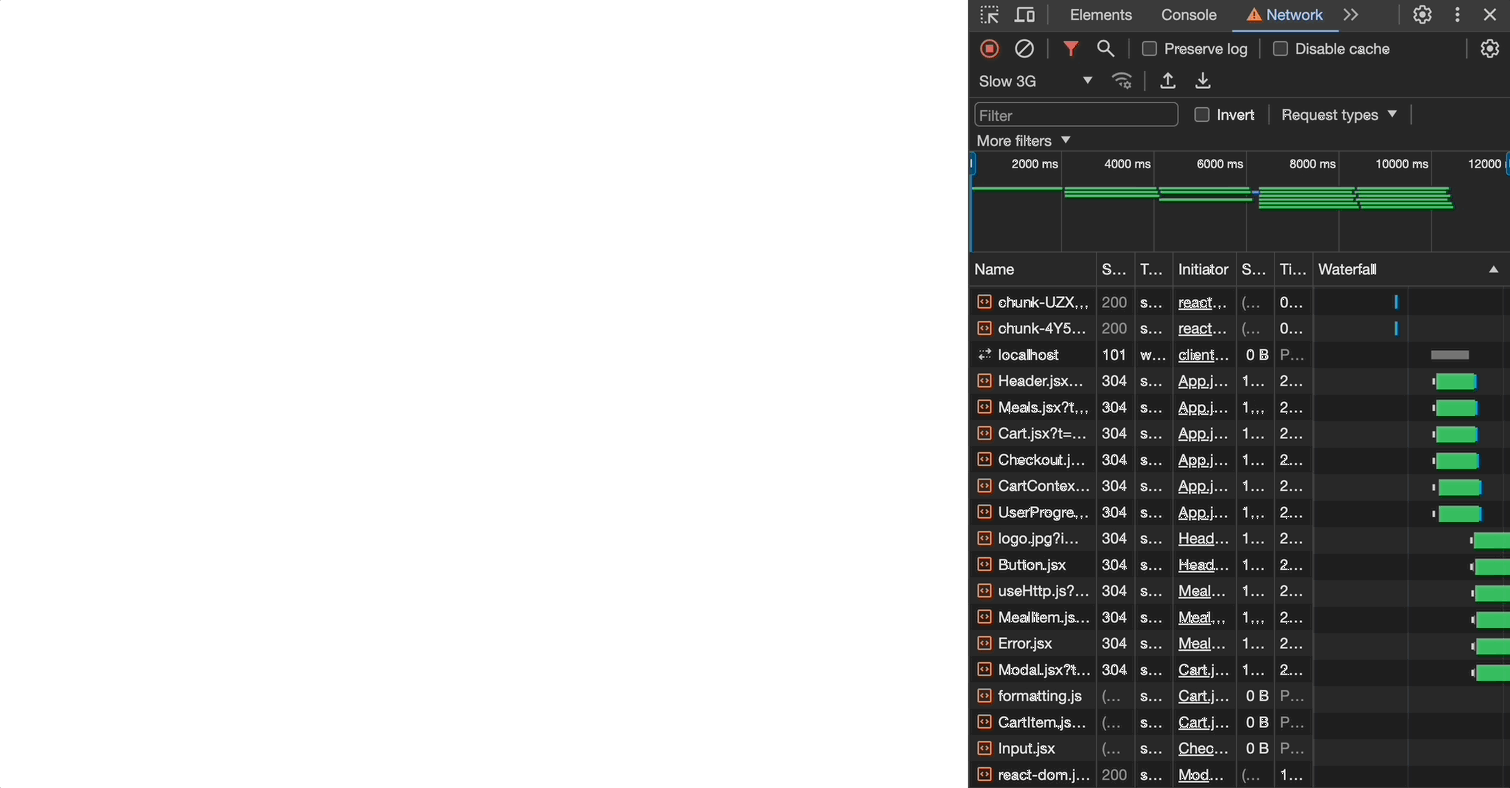 Elements Console Network
Preserve log Disable cache
Slow 3G
Filter Invert Request types
More filters
2000 ms 4000 ms 6000 ms 8000 ms 10000 ms 12000
Name S... T... Initiator S... Ti... Waterfall
chunk-UZX... 200 s... react... (... 0...
chunk-4Y5... 200 s... react... (... 0...
localhost 101 w... client... 0 B P...
Header.jsx... 304 s... App.j... 1... 2...
Meals.jsx?t... 304 s... App.j... 1... 2...
Cart.jsx?t=... 304 s... App.j... 1... 2...
Checkout.j... 304 s... App.j... 1... 2...
CartContex... 304 s... App.j... 1... 2...
UserProgre... 304 s... App.j... 1... 2...
logo.jpg?i... 304 s... Head... 1... 2...
Button.jsx 304 s... Head... 1... 2...
useHttp.js?... 304 s... Meal... 1... 2...
MealItem.js... 304 s... Meal... 1... 2...
Error.jsx 304 s... Meal... 1... 2...
Modal.jsx?t... 304 s... Cart.j... 1... 2...
formatting.js (... s... Cart.j... 0 B P...
CartItem.js... (... s... Cart.j... 0 B P...
Input.jsx (... s... Chec... 0 B P...
react-dom.j... 200 s... Mod... (... 1...